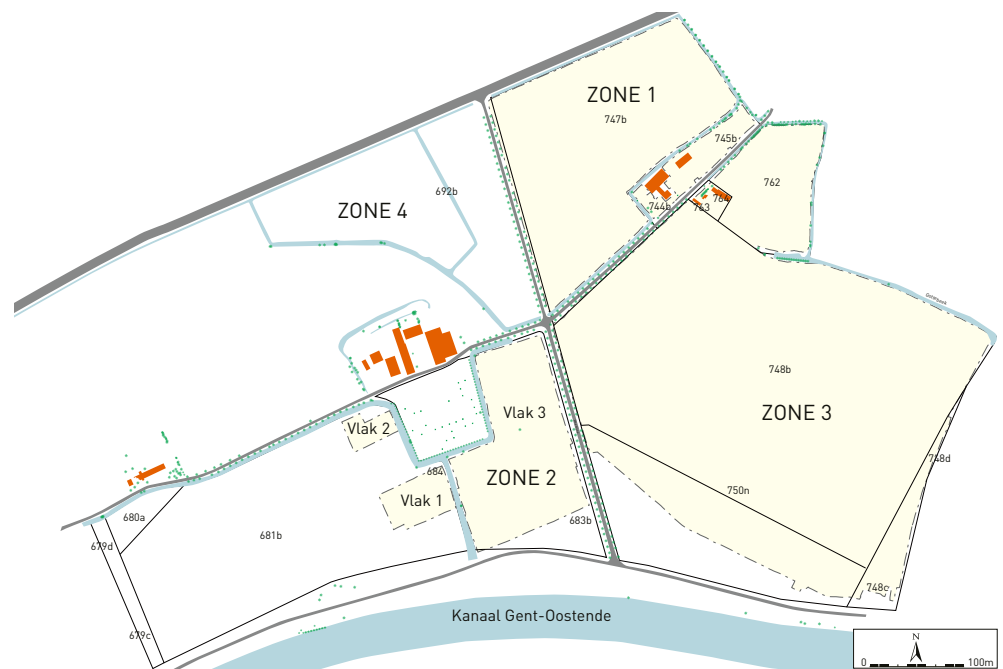 ZONE 1
747b
745b
762
692b
ZONE 4
764
744b
763
748b
ZONE 3
Vlak 3
Vlak 2
748d
684
ZONE 2
750n
Vlak 1
683b
680a
681b
679d
748c
Kanaal Gent-Oostende
679c
N
0 100m